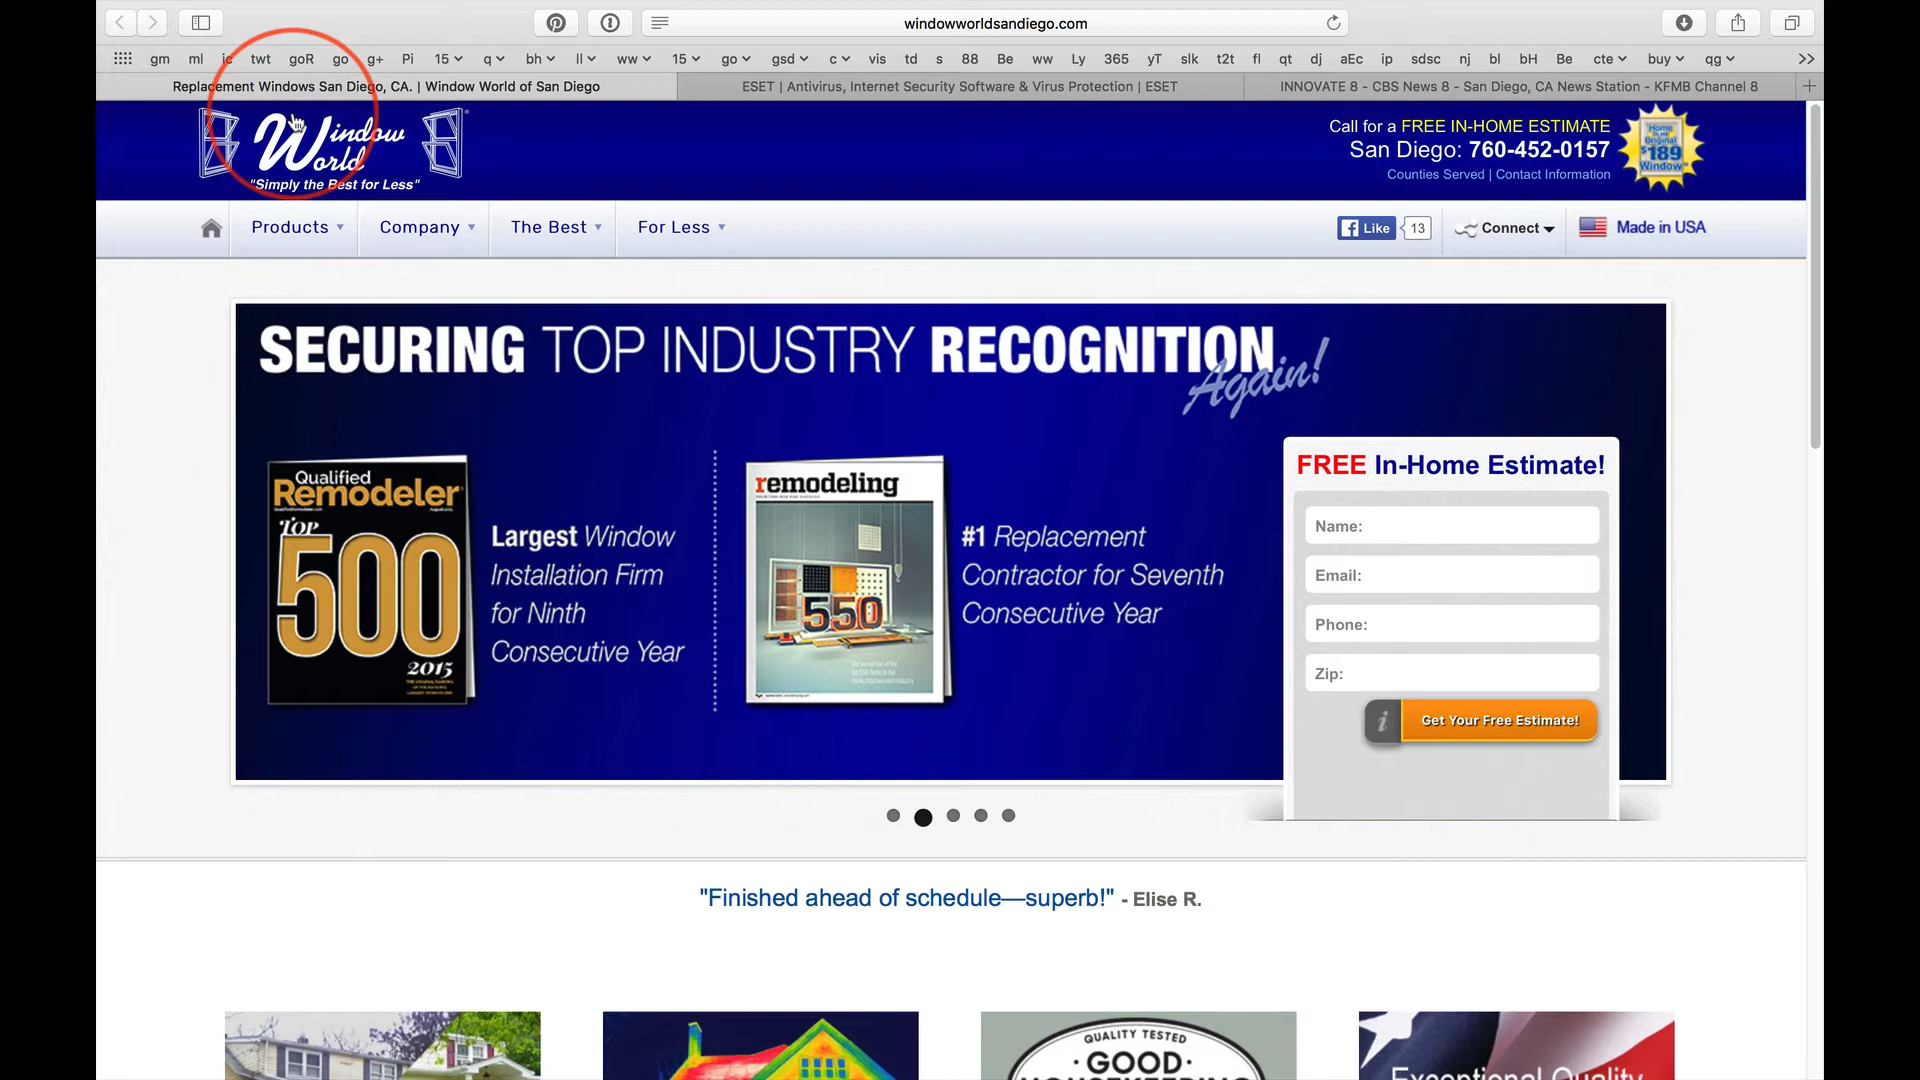 windowworldsandiego.com
gm ml ic twt goR go g+ Pi 15 q bh ll ww 15 go gsd c vis td s 88 Be ww Ly 365 yT slk t2t fl qt dj aEc ip sdsc nj bl bH Be cte buy qg
Replacement Windows San Diego, CA. | Window World of San Diego
ESET | Antivirus, Internet Security Software & Virus Protection | ESET
INNOVATE 8 - CBS News 8 - San Diego, CA News Station - KFMB Channel 8
Window
World
"Simply the Best for Less"
Call for a FREE IN-HOME ESTIMATE
San Diego: 760-452-0157
Counties Served | Contact Information
Home
Original
$189
Window
Products
Company
The Best
For Less
Like
13
Connect
Made in USA
SECURING TOP INDUSTRY RECOGNITION
Again!
Qualified
Remodeler
TOP
500
2015
Largest Window
Installation Firm
for Ninth
Consecutive Year
remodeling
550
#1 Replacement
Contractor for Seventh
Consecutive Year
FREE In-Home Estimate!
Name:
Email:
Phone:
Zip:
i
Get Your Free Estimate!
"Finished ahead of schedule—superb!" - Elise R.
QUALITY TESTED
GOOD
HOUSEKEEPING
Exceptional Quality